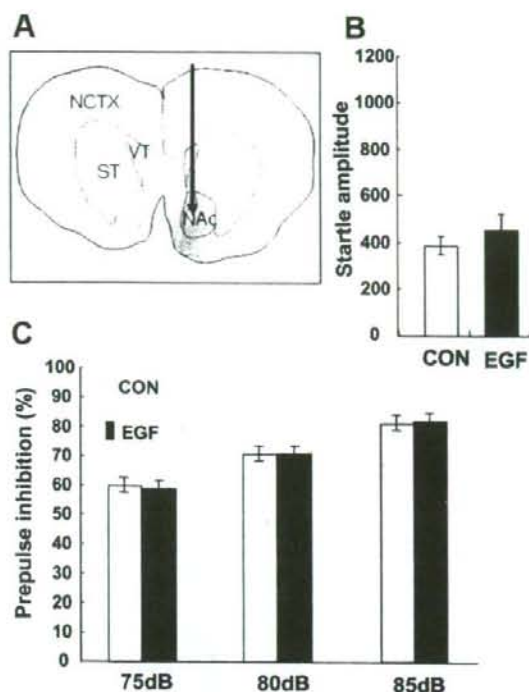 A
NCTX
VT
ST
NAc
B
1200
1000
800
600
400
200
0
Startle amplitude
CON EGF
C
100
90
80
70
60
50
40
30
20
10
0
Prepulse inhibition (%)
CON
EGF
75dB 80dB 85dB